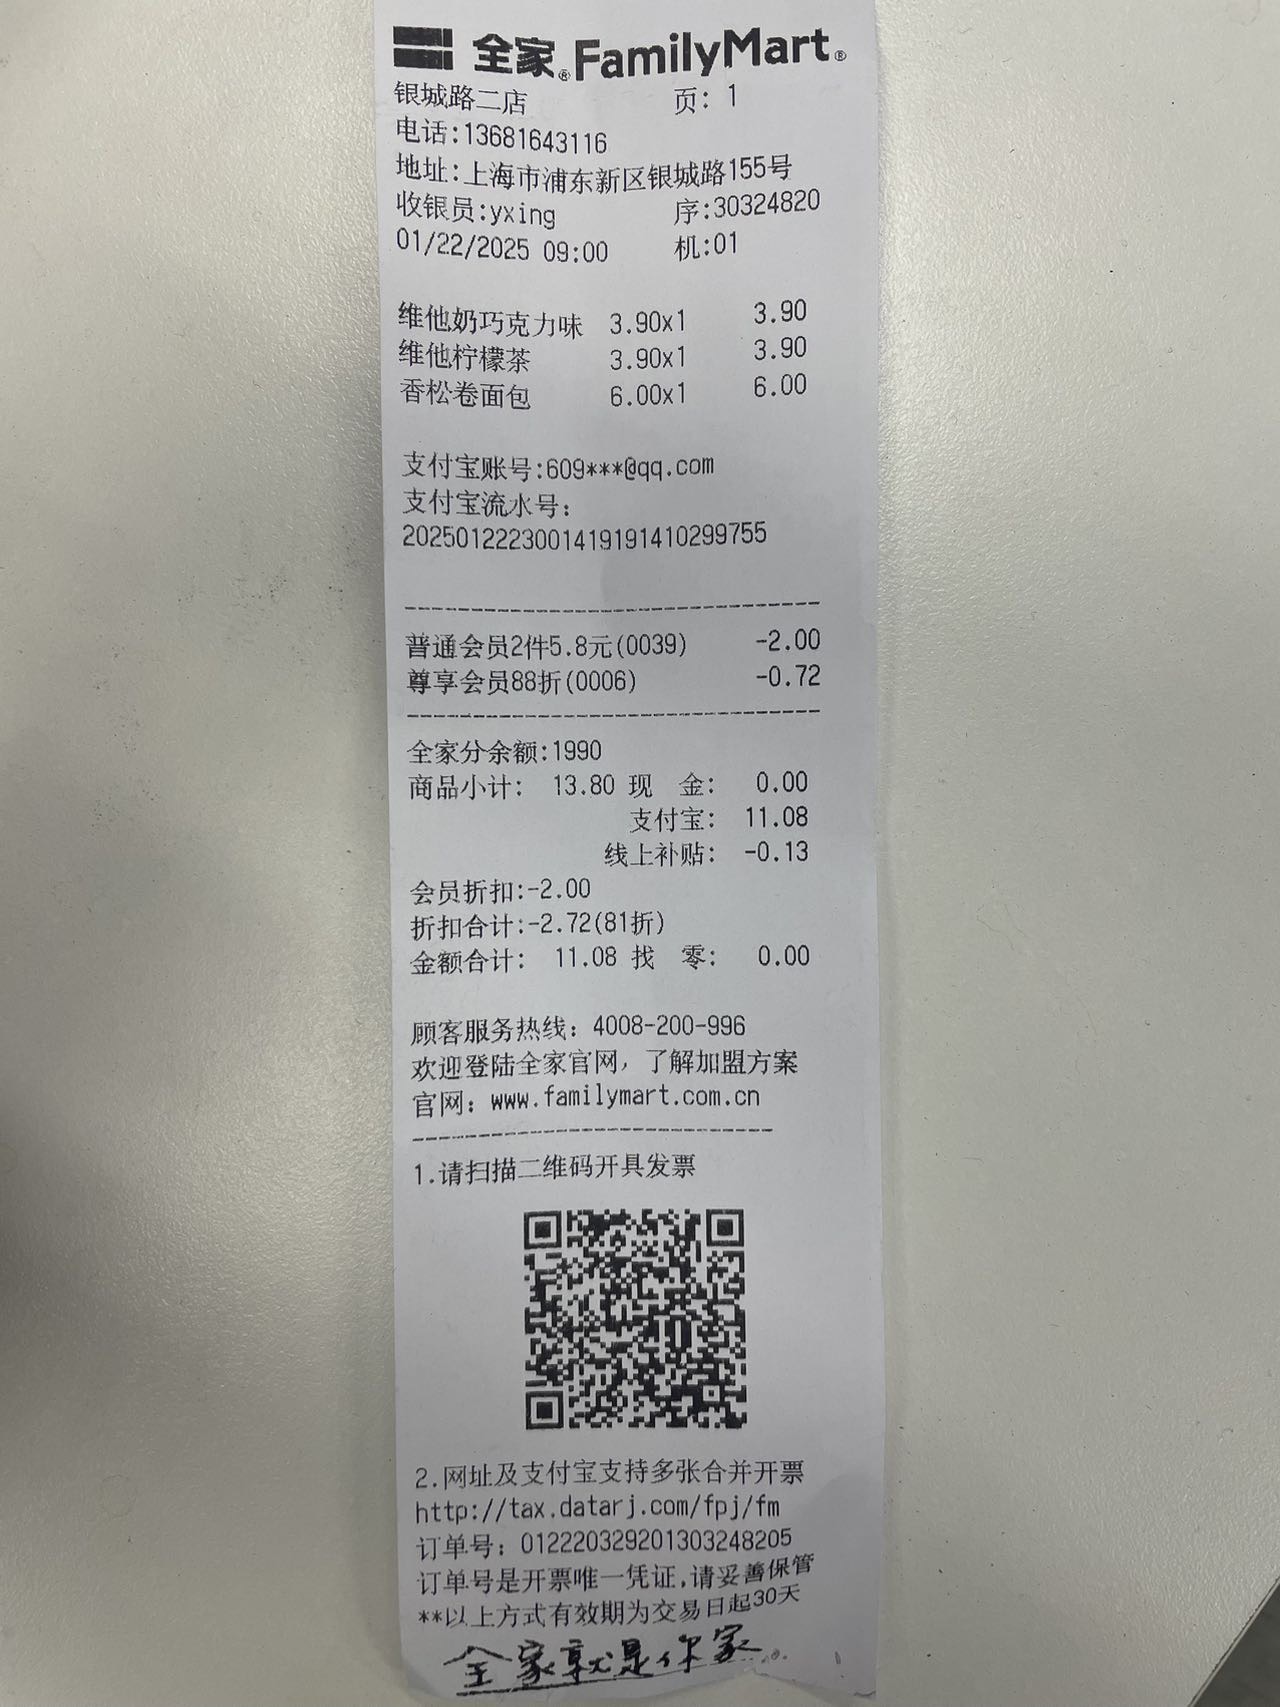 全家®FamilyMart®
银城路二店 页: 1
电话:13681643116
地址:上海市浦东新区银城路155号
收银员:yxing 序:30324820
01/22/2025 09:00 机:01
维他奶巧克力味 3.90x1 3.90
维他柠檬茶 3.90x1 3.90
香松卷面包 6.00x1 6.00
支付宝账号:609***@qq.com
支付宝流水号:
2025012223001419191410299755
普通会员2件5.8元(0039) -2.00
尊享会员88折(0006) -0.72
全家分余额:1990
商品小计: 13.80 现 金: 0.00
支付宝: 11.08
线上补贴: -0.13
会员折扣:-2.00
折扣合计:-2.72(81折)
金额合计: 11.08 找 零: 0.00
顾客服务热线: 4008-200-996
欢迎登陆全家官网, 了解加盟方案
官网: www.familymart.com.cn
1.请扫描二维码开具发票
2.网址及支付宝支持多张合并开票
http://tax.datarj.com/fpj/fm
订单号: 012220329201303248205
订单号是开票唯一凭证,请妥善保管
**以上方式有效期为交易日起30天
全家就是你家